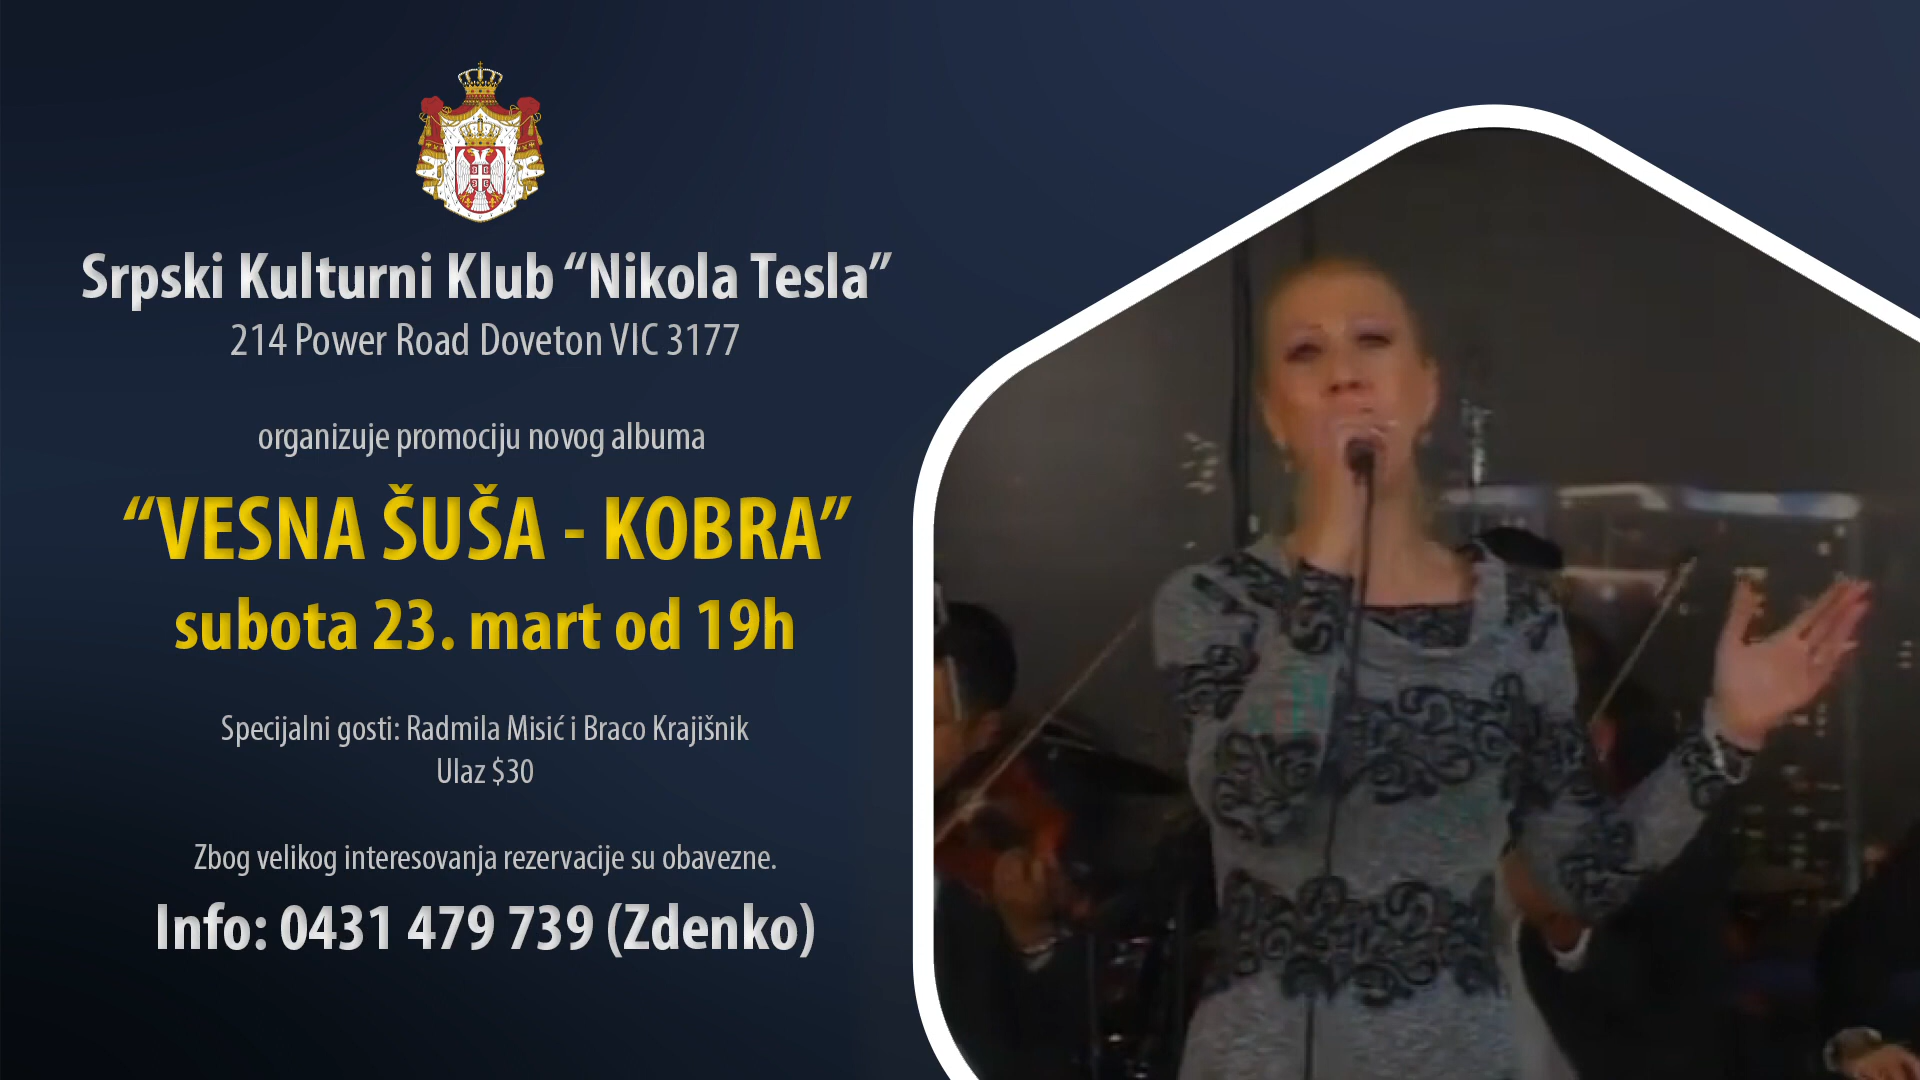 Srpski Kulturni Klub “Nikola Tesla”
214 Power Road Doveton VIC 3177
organizuje promociju novog albuma
“VESNA ŠUŠA - KOBRA”
subota 23. mart od 19h
Specijalni gosti: Radmila Misić i Braco Krajišnik
Ulaz $30
Zbog velikog interesovanja rezervacije su obavezne.
Info: 0431 479 739 (Zdenko)